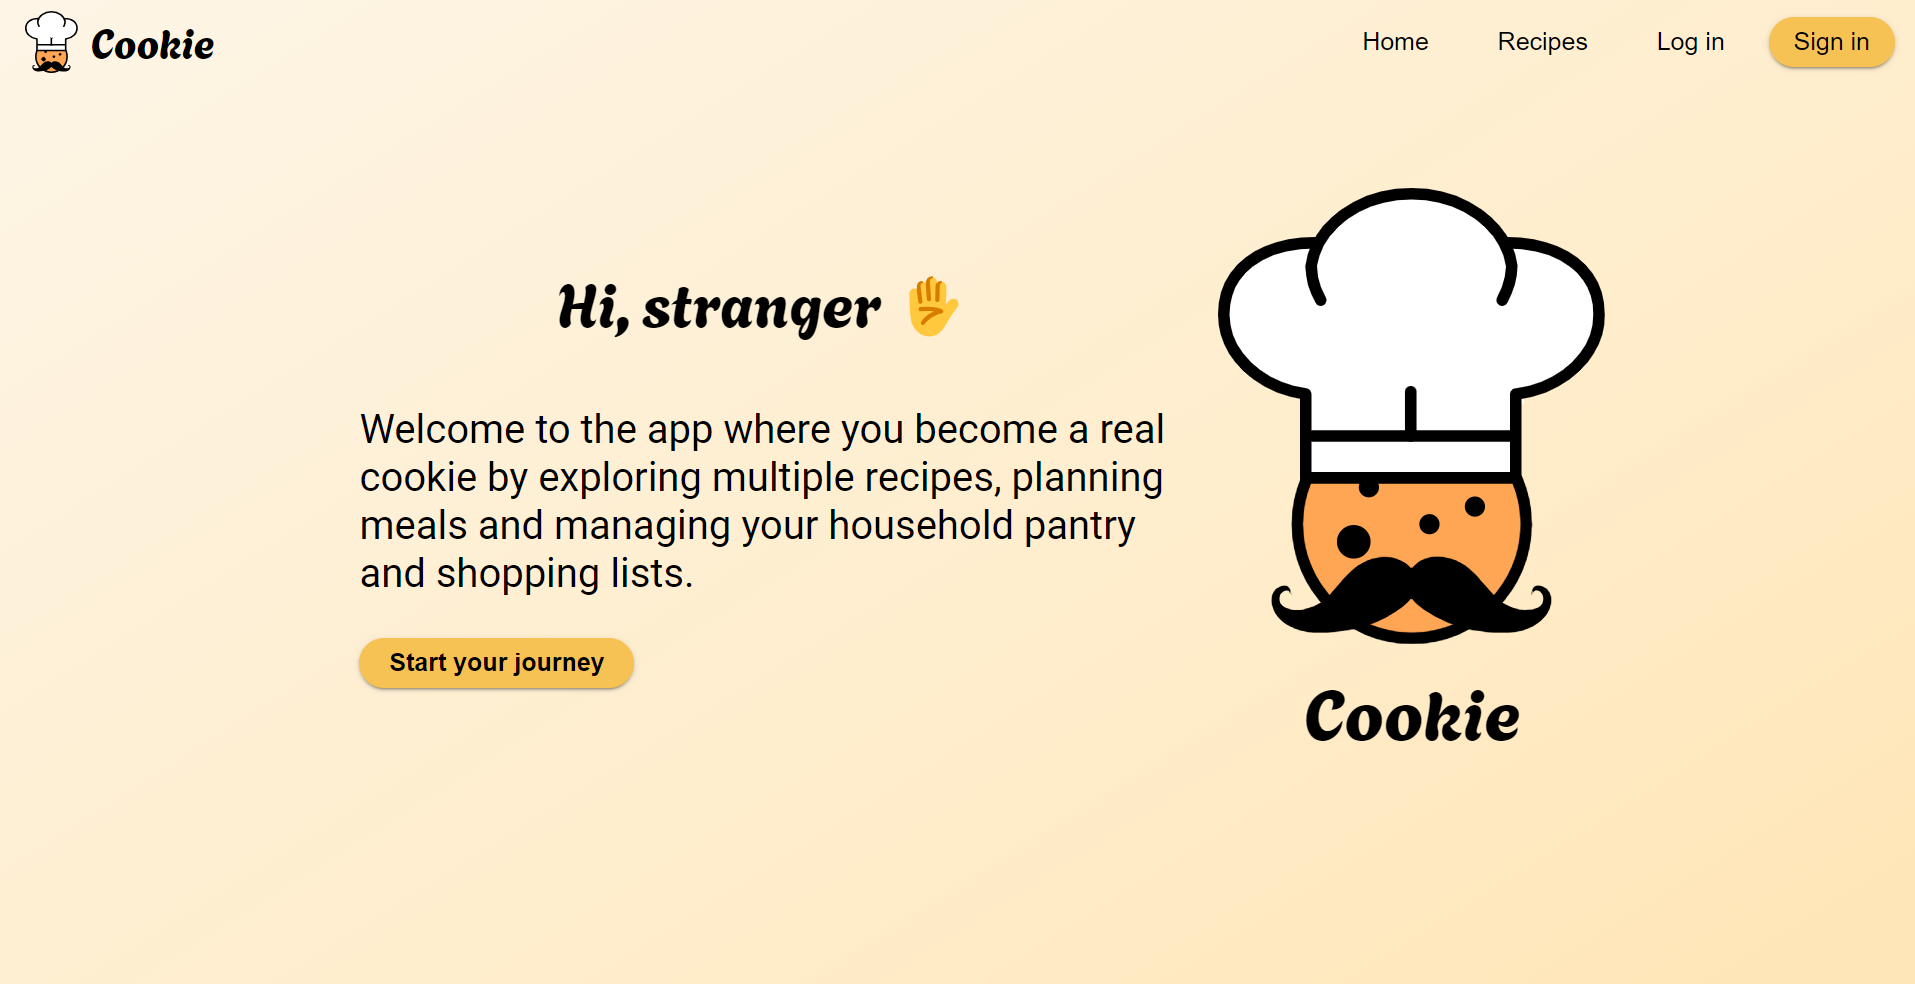 Cookie
Home
Recipes
Log in
Sign in
Hi, stranger 🤚
Welcome to the app where you become a real
cookie by exploring multiple recipes, planning
meals and managing your household pantry
and shopping lists.
Start your journey
Cookie